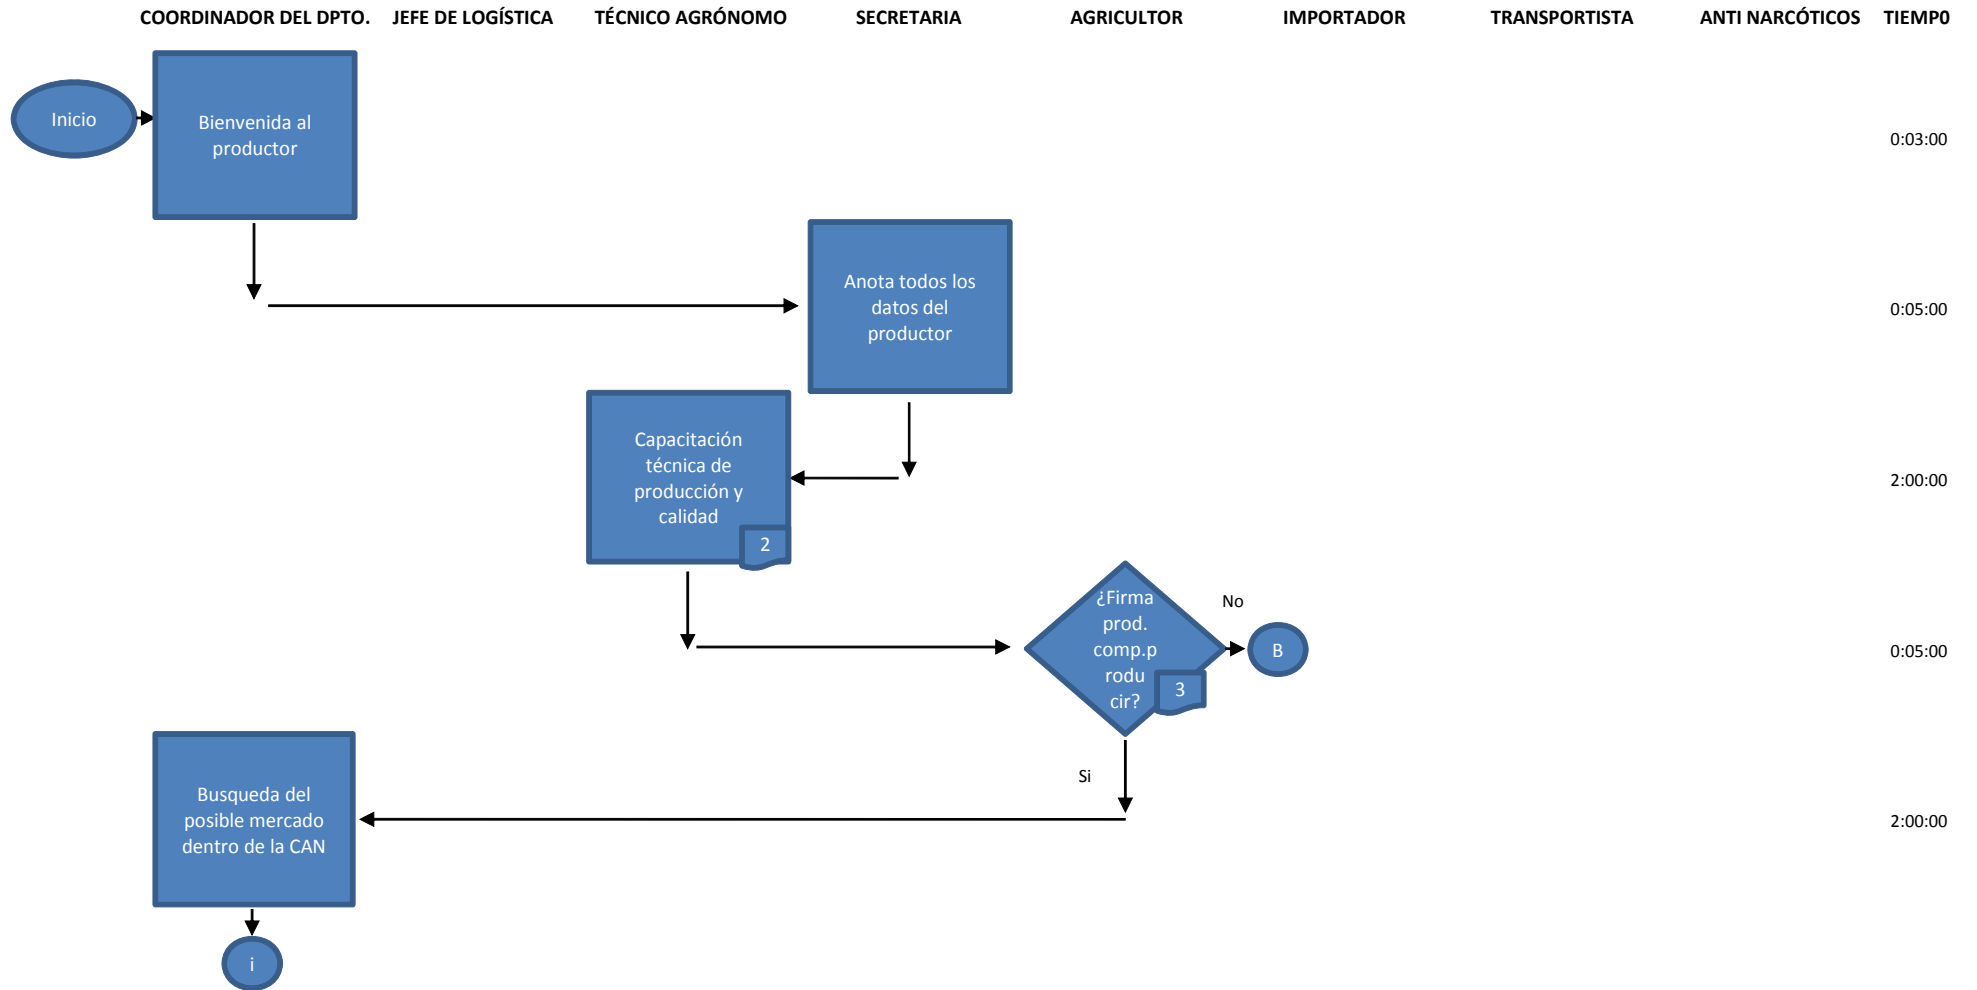 COORDINADOR DEL DPTO. JEFE DE LOGÍSTICA TÉCNICO AGRÓNOMO SECRETARIA AGRICULTOR IMPORTADOR TRANSPORTISTA ANTI NARCÓTICOS TIEMP0
Inicio
Bienvenida al
productor
0:03:00
Anota todos los
datos del
productor
0:05:00
Capacitación
técnica de
producción y
calidad
2
2:00:00
¿Firma
prod.
comp.p
rodu
cir?
3
No
B
0:05:00
Si
Busqueda del
posible mercado
dentro de la CAN
2:00:00
i